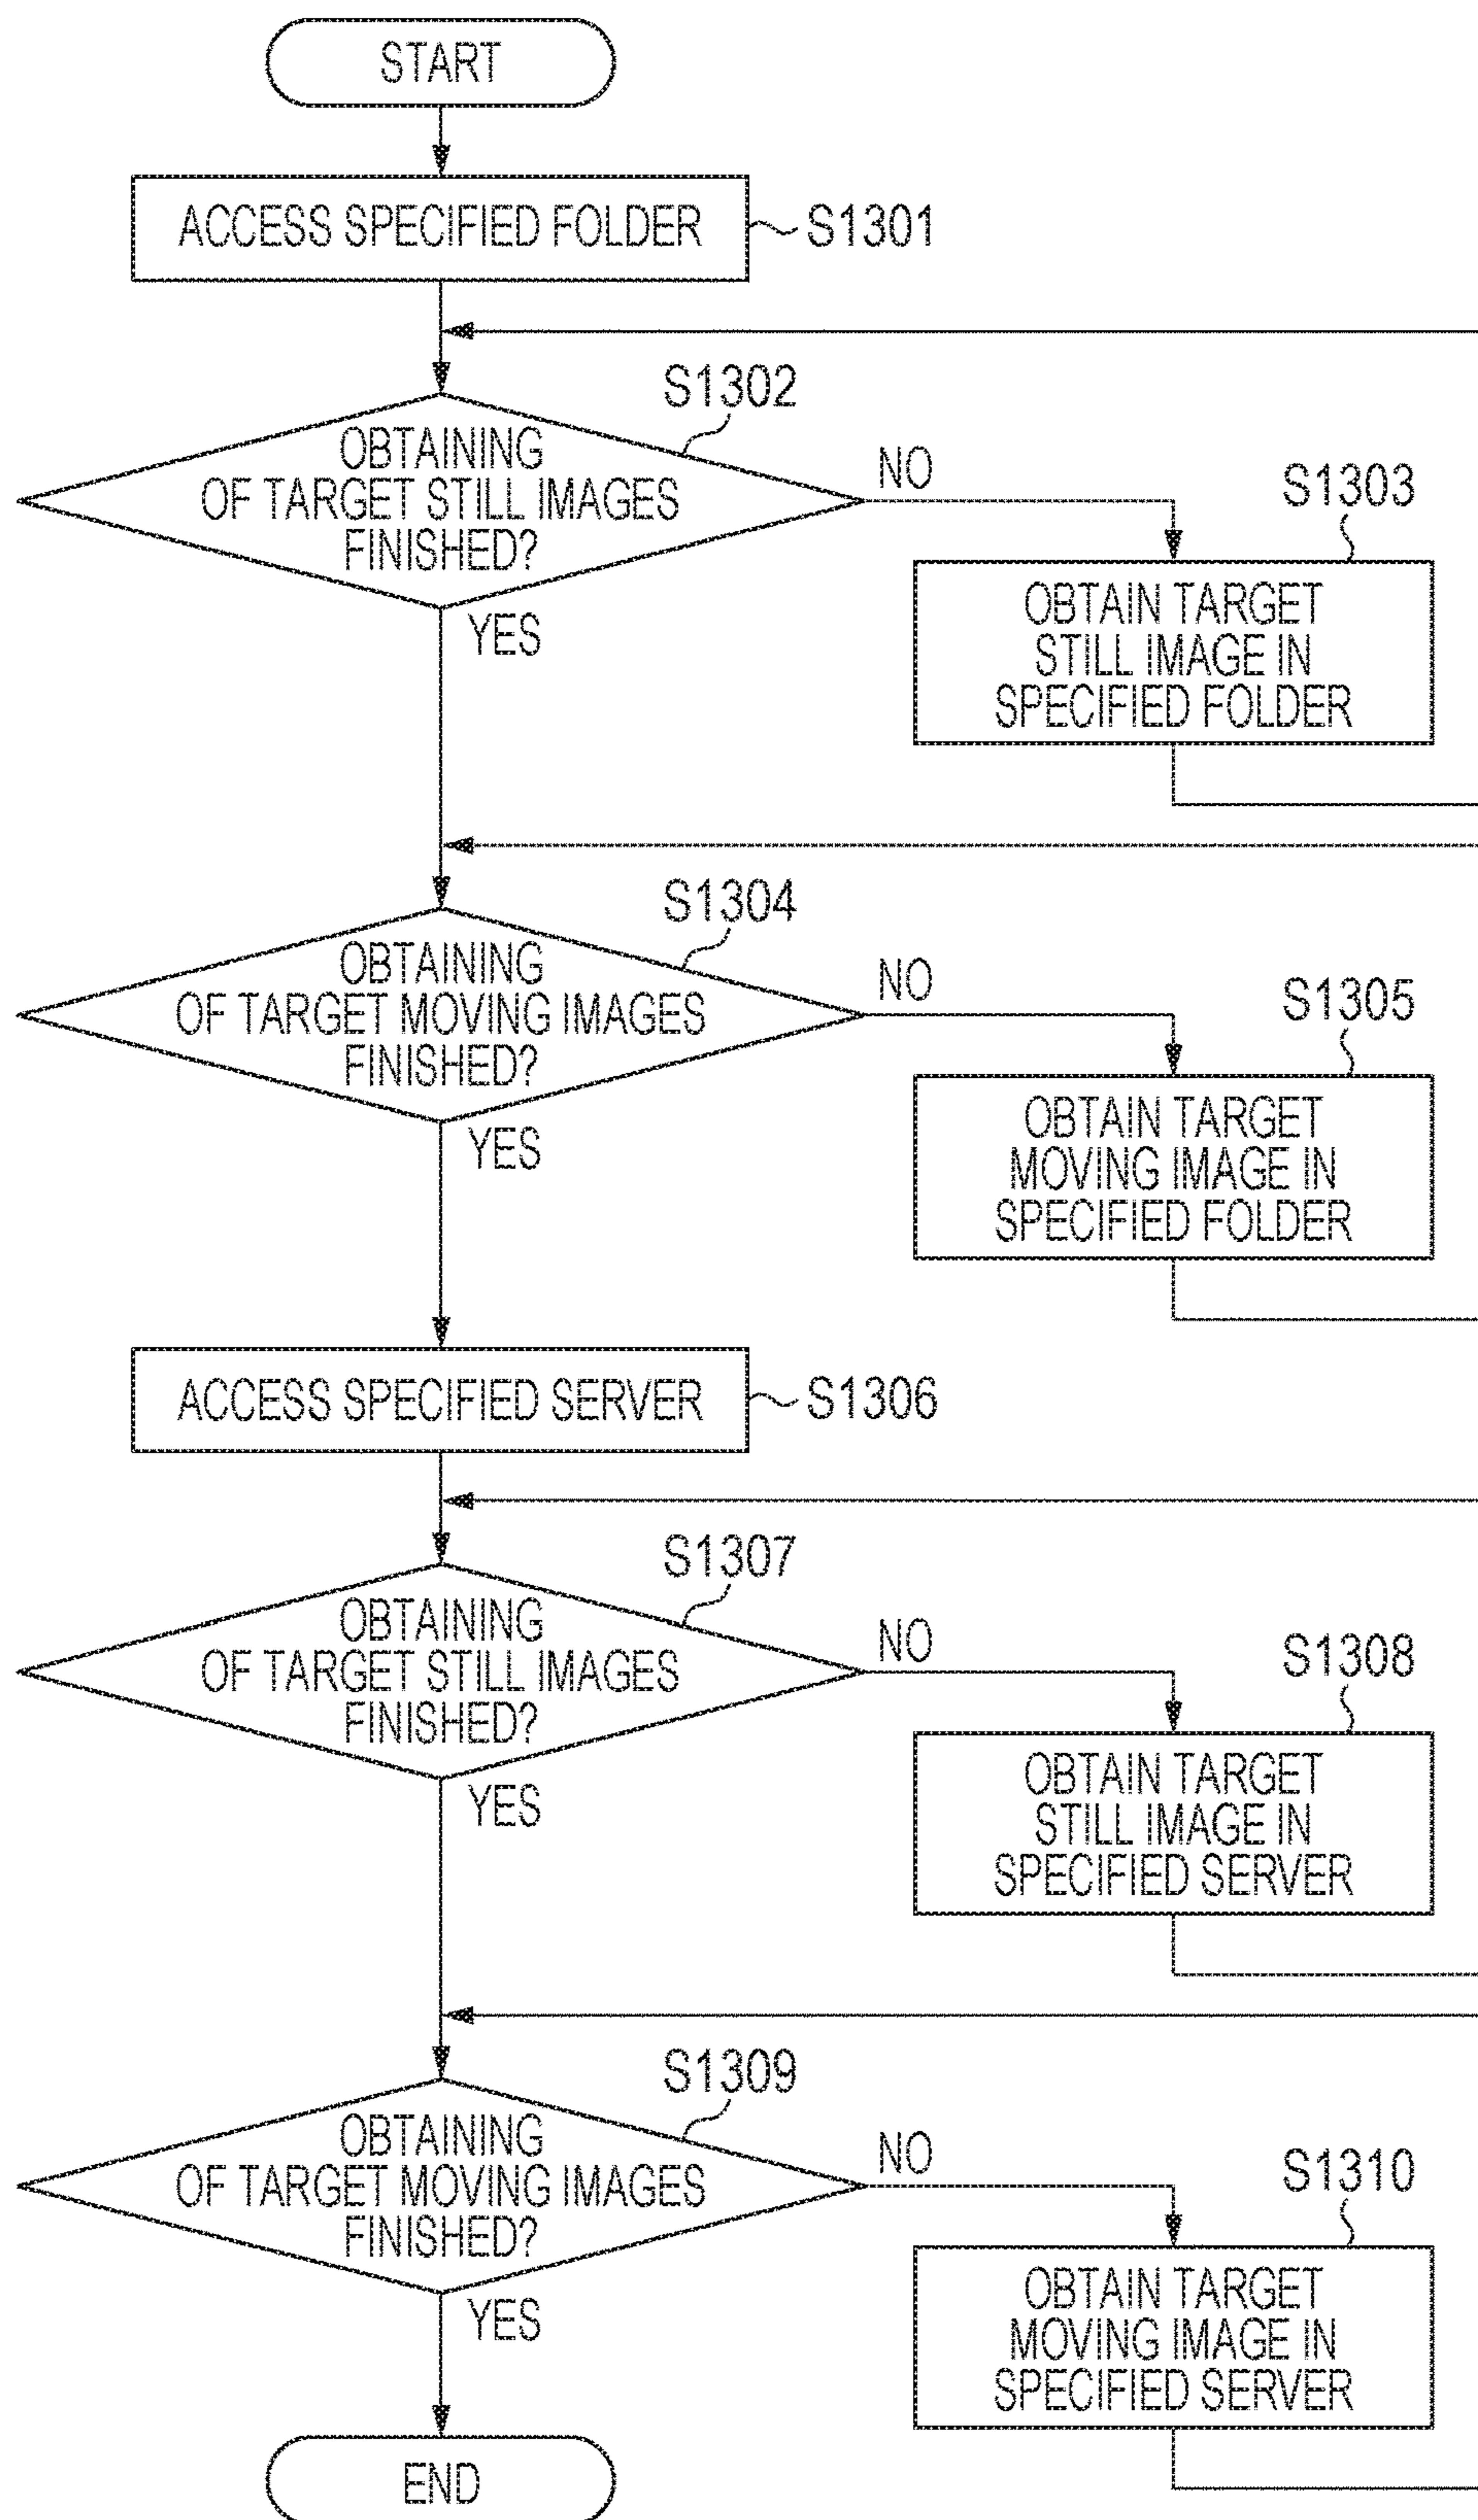 START
ACCESS SPECIFIED FOLDER
S1301
S1302
OBTAINING
OF TARGET STILL IMAGES
FINISHED?
NO
YES
S1303
OBTAIN TARGET
STILL IMAGE IN
SPECIFIED FOLDER
S1304
OBTAINING
OF TARGET MOVING IMAGES
FINISHED?
NO
YES
S1305
OBTAIN TARGET
MOVING IMAGE IN
SPECIFIED FOLDER
ACCESS SPECIFIED SERVER
S1306
S1307
OBTAINING
OF TARGET STILL IMAGES
FINISHED?
NO
YES
S1308
OBTAIN TARGET
STILL IMAGE IN
SPECIFIED SERVER
S1309
OBTAINING
OF TARGET MOVING IMAGES
FINISHED?
NO
YES
S1310
OBTAIN TARGET
MOVING IMAGE IN
SPECIFIED SERVER
END